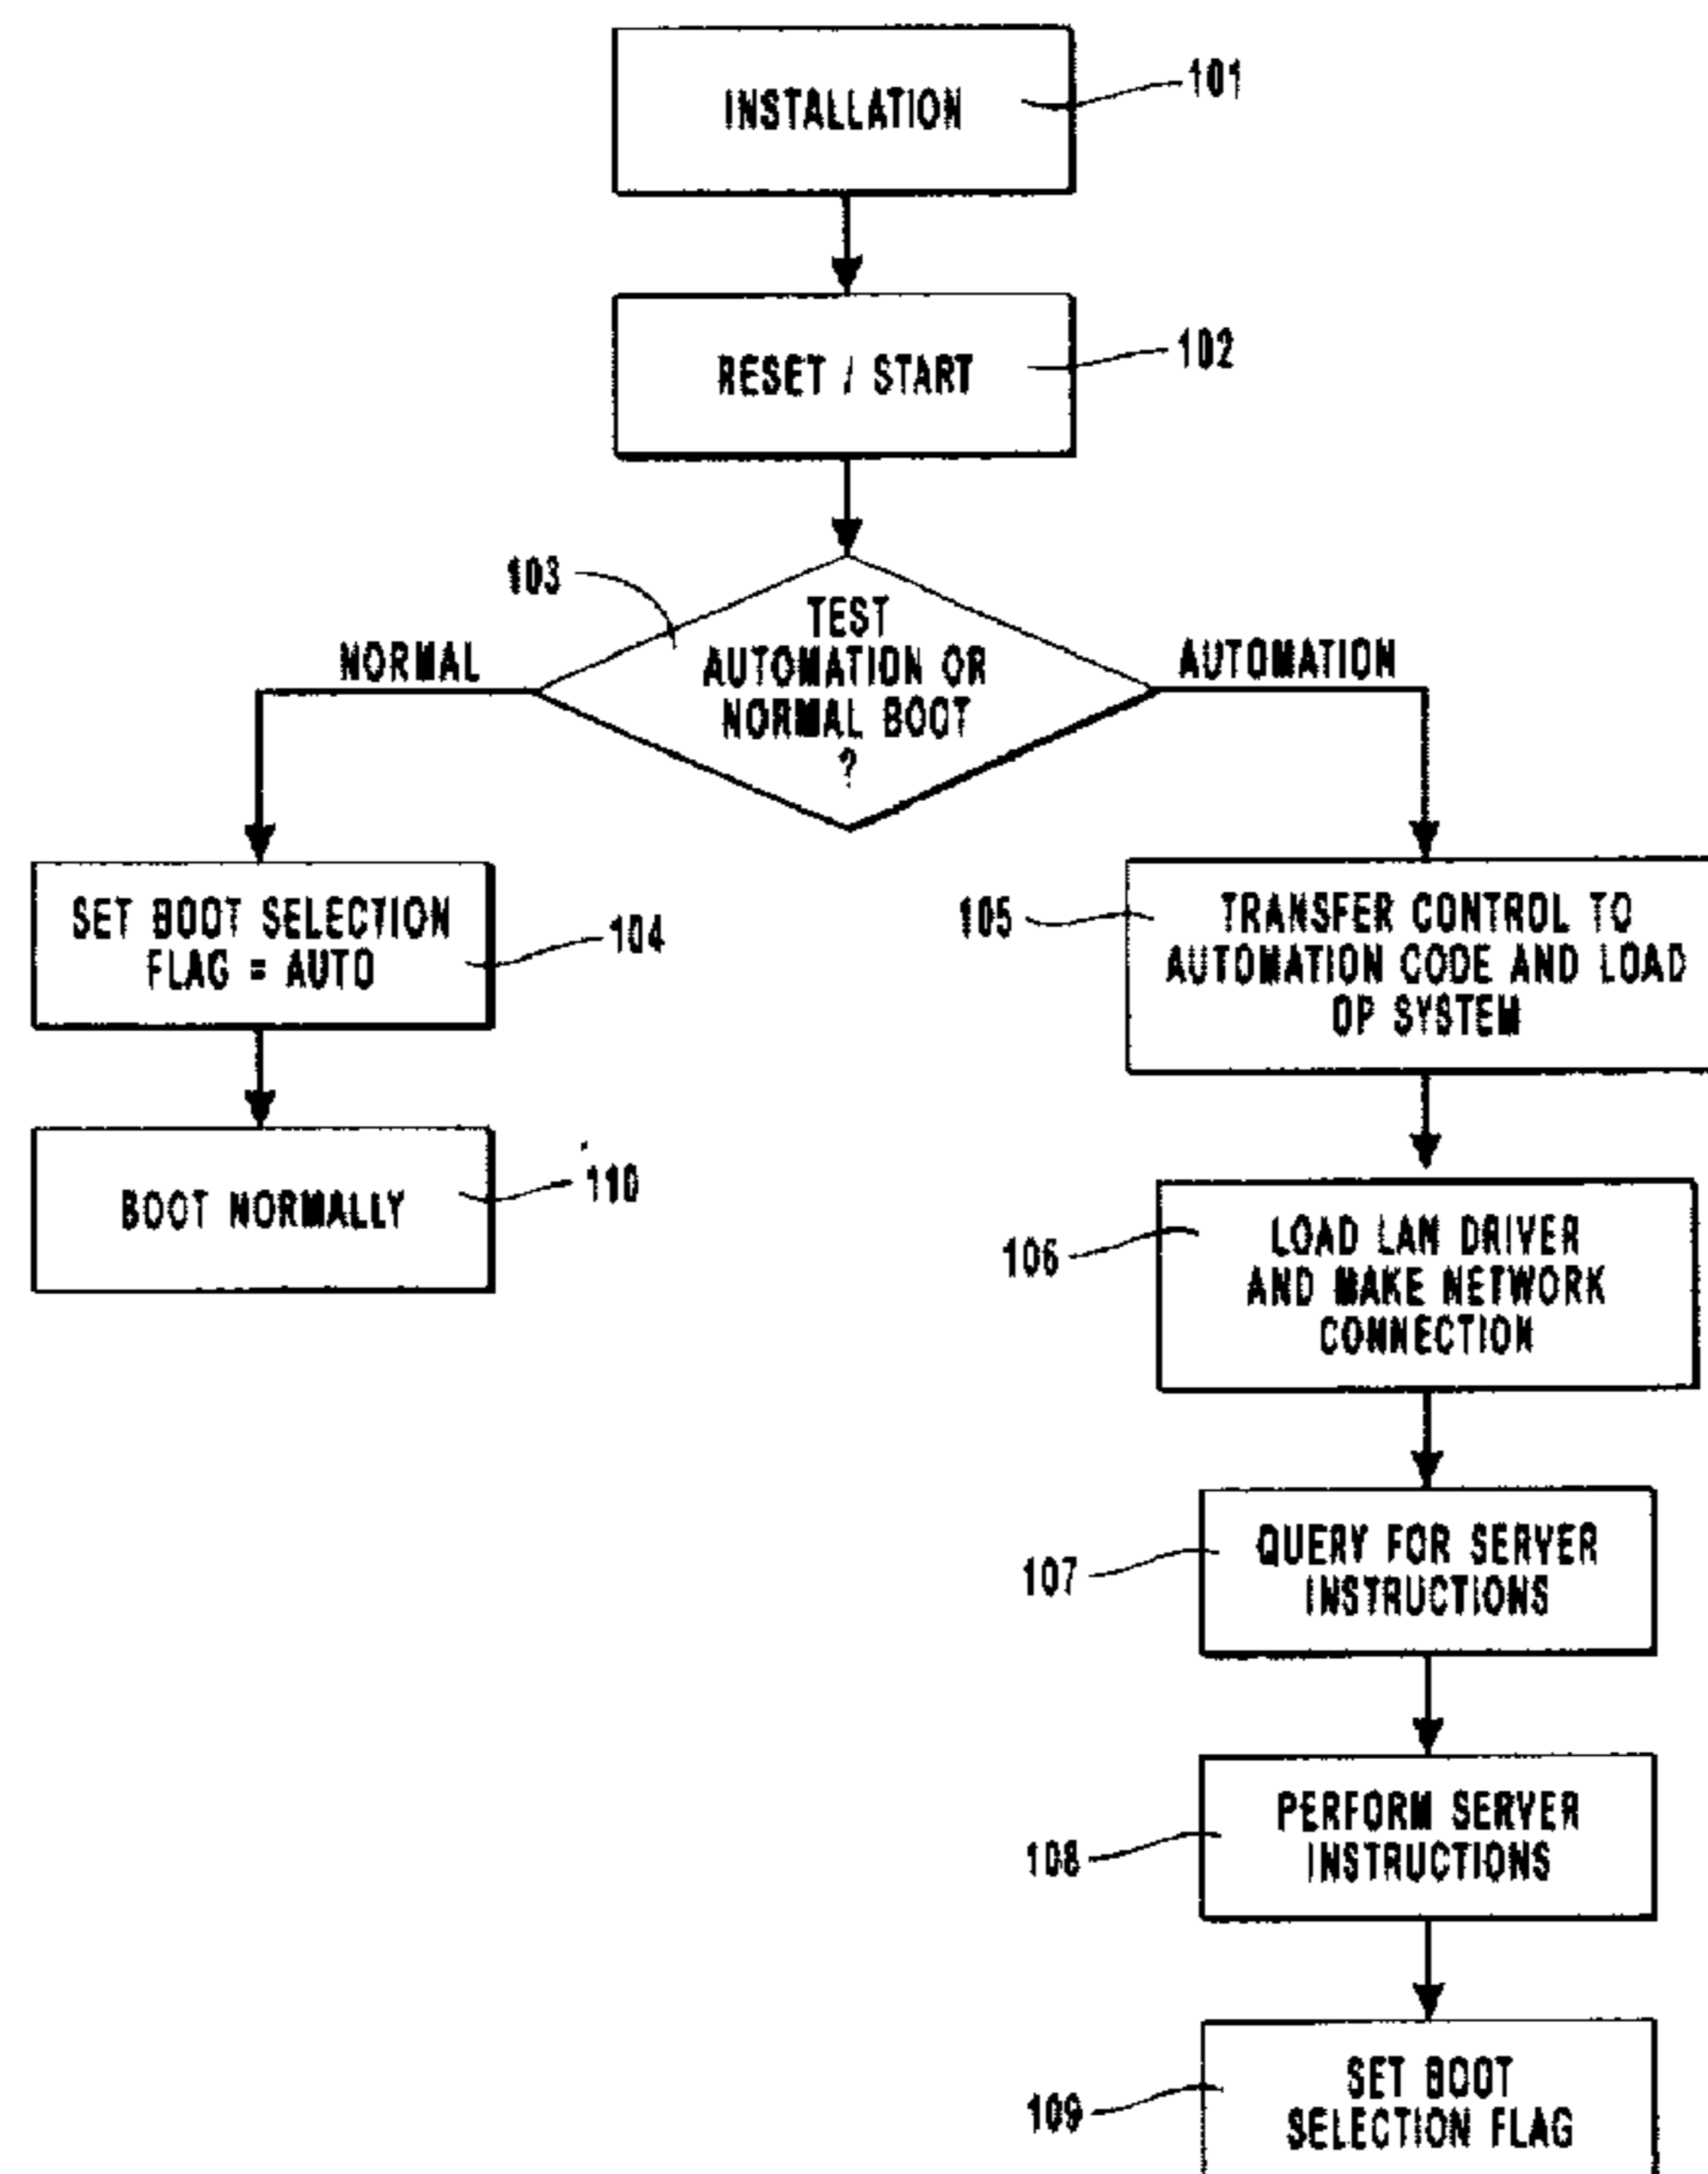 INSTALLATION
101
RESET / START
102
103
TEST
AUTOMATION OR
NORMAL BOOT
?
NORMAL
AUTOMATION
SET BOOT SELECTION
FLAG = AUTO
104
BOOT NORMALLY
110
105
TRANSFER CONTROL TO
AUTOMATION CODE AND LOAD
OP SYSTEM
106
LOAD LAN DRIVER
AND MAKE NETWORK
CONNECTION
107
QUERY FOR SERVER
INSTRUCTIONS
108
PERFORM SERVER
INSTRUCTIONS
109
SET BOOT
SELECTION FLAG